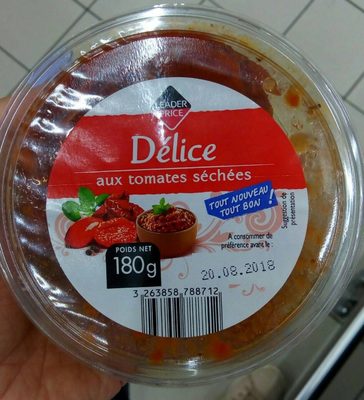 LEADER
PRICE
Délice
aux tomates séchées
TOUT NOUVEAU
TOUT BON !
Suggestion de
présentation
POIDS NET
180g
A consommer de
préférence avant le :
20.08.2018
3 263858 788712